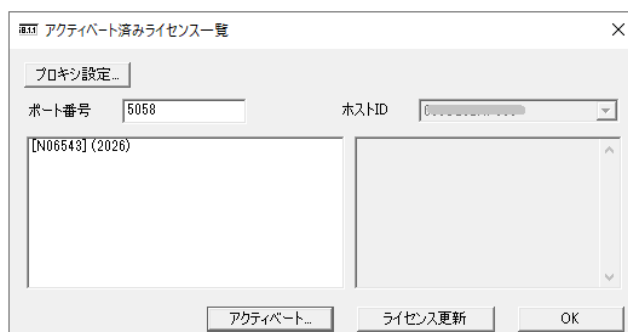 アクティベート済みライセンス一覧
プロキシ設定...
ポート番号 5058 ホストID
[N06543] (2026)
アクティベート... ライセンス更新 OK